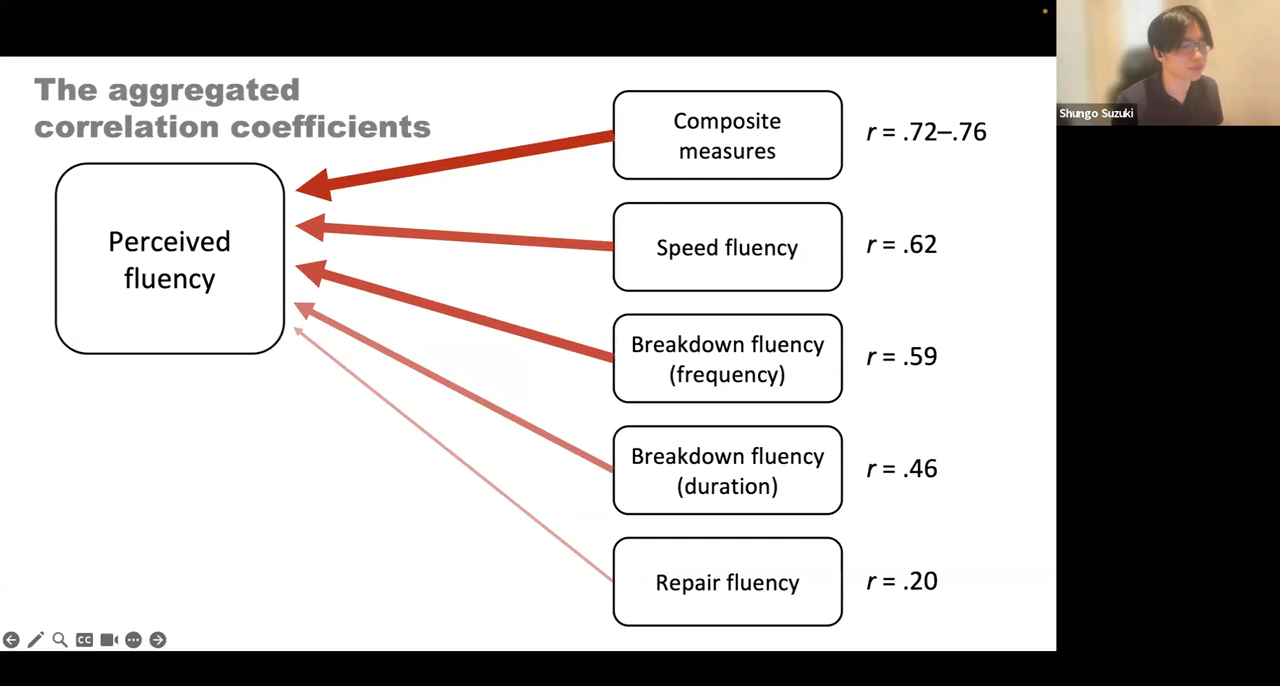 The aggregated
correlation coefficients
Perceived
fluency
Composite
measures
r = .72–.76
Speed fluency
r = .62
Breakdown fluency
(frequency)
r = .59
Breakdown fluency
(duration)
r = .46
Repair fluency
r = .20
Shungo Suzuki
CC